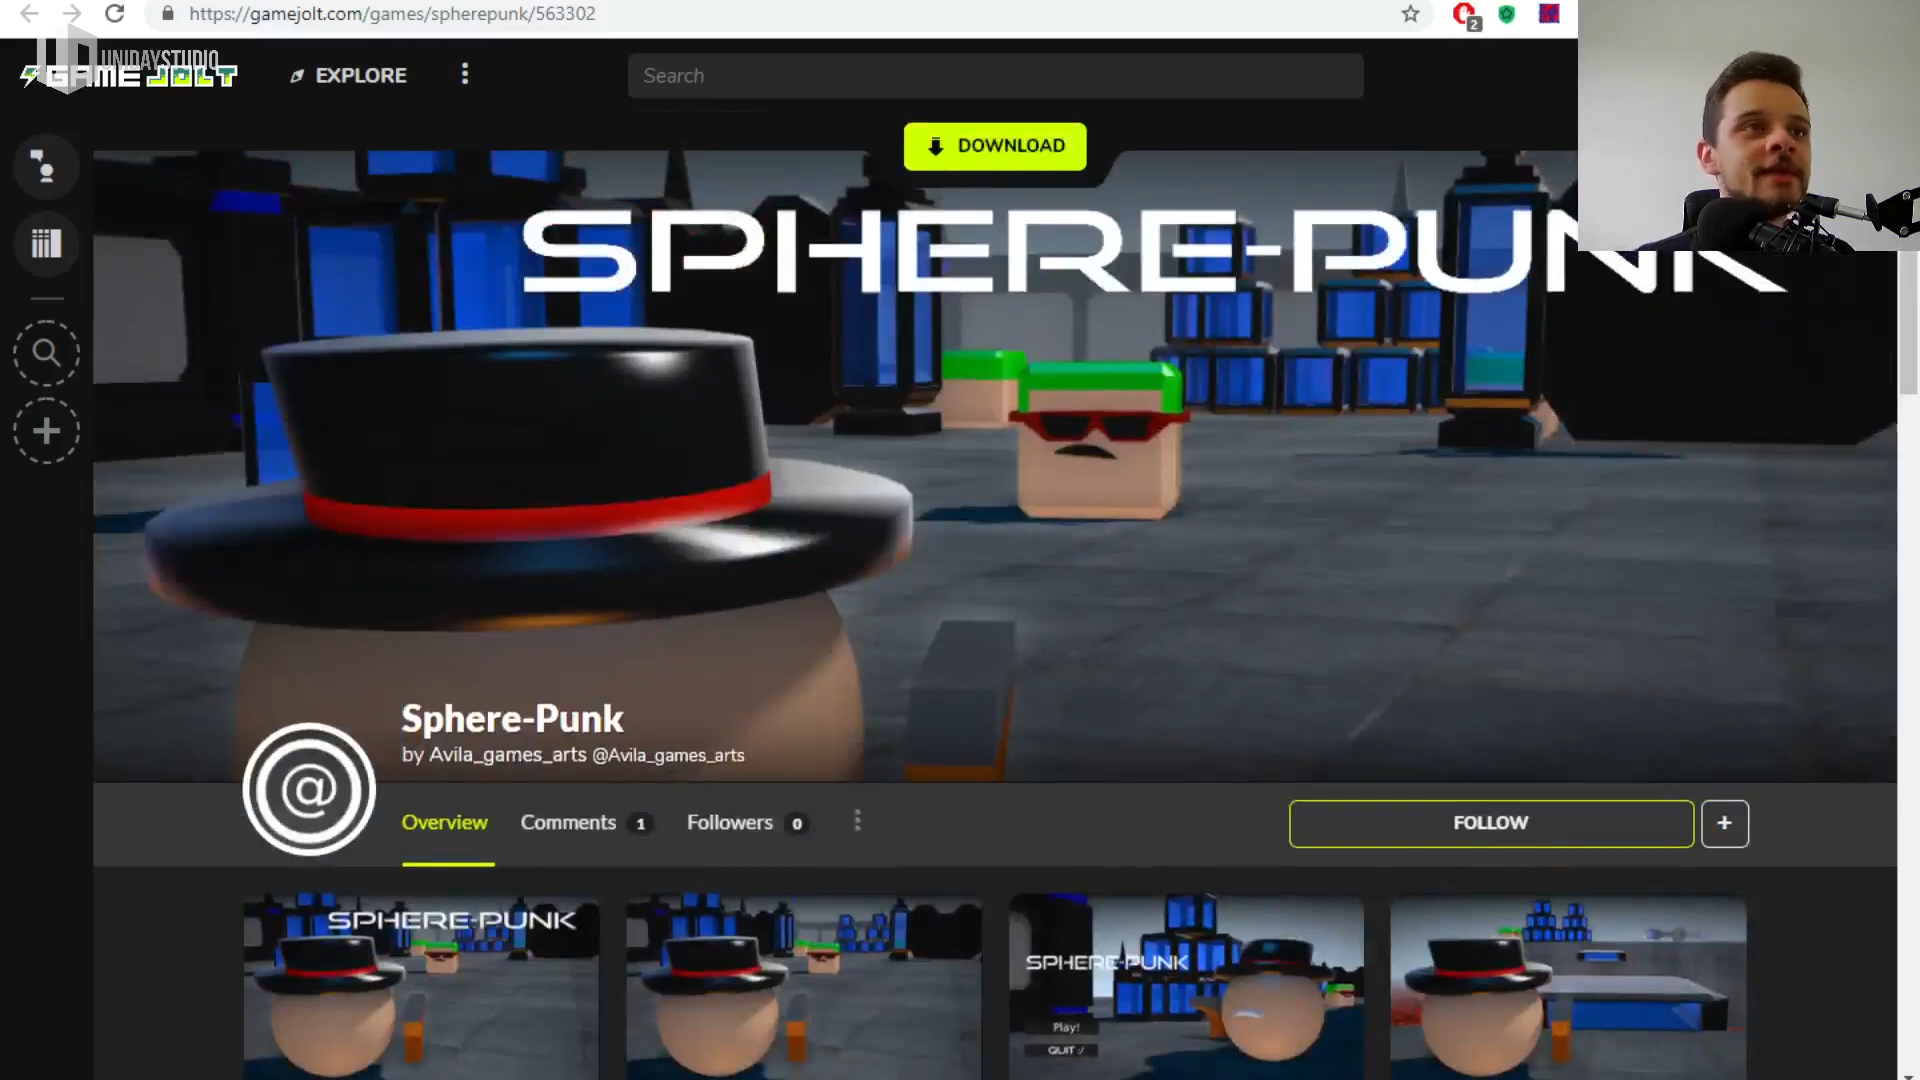 https://gamejolt.com/games/spherepunk/563302
2
UNIDAYSTUDIO
GAME JOLT
EXPLORE
Search
DOWNLOAD
SPHERE-PUNK
Sphere-Punk
by Avila_games_arts @Avila_games_arts
@
Overview
Comments 1
Followers 0
FOLLOW
+
SPHERE-PUNK
SPHERE-PUNK
Play!
QUIT :/